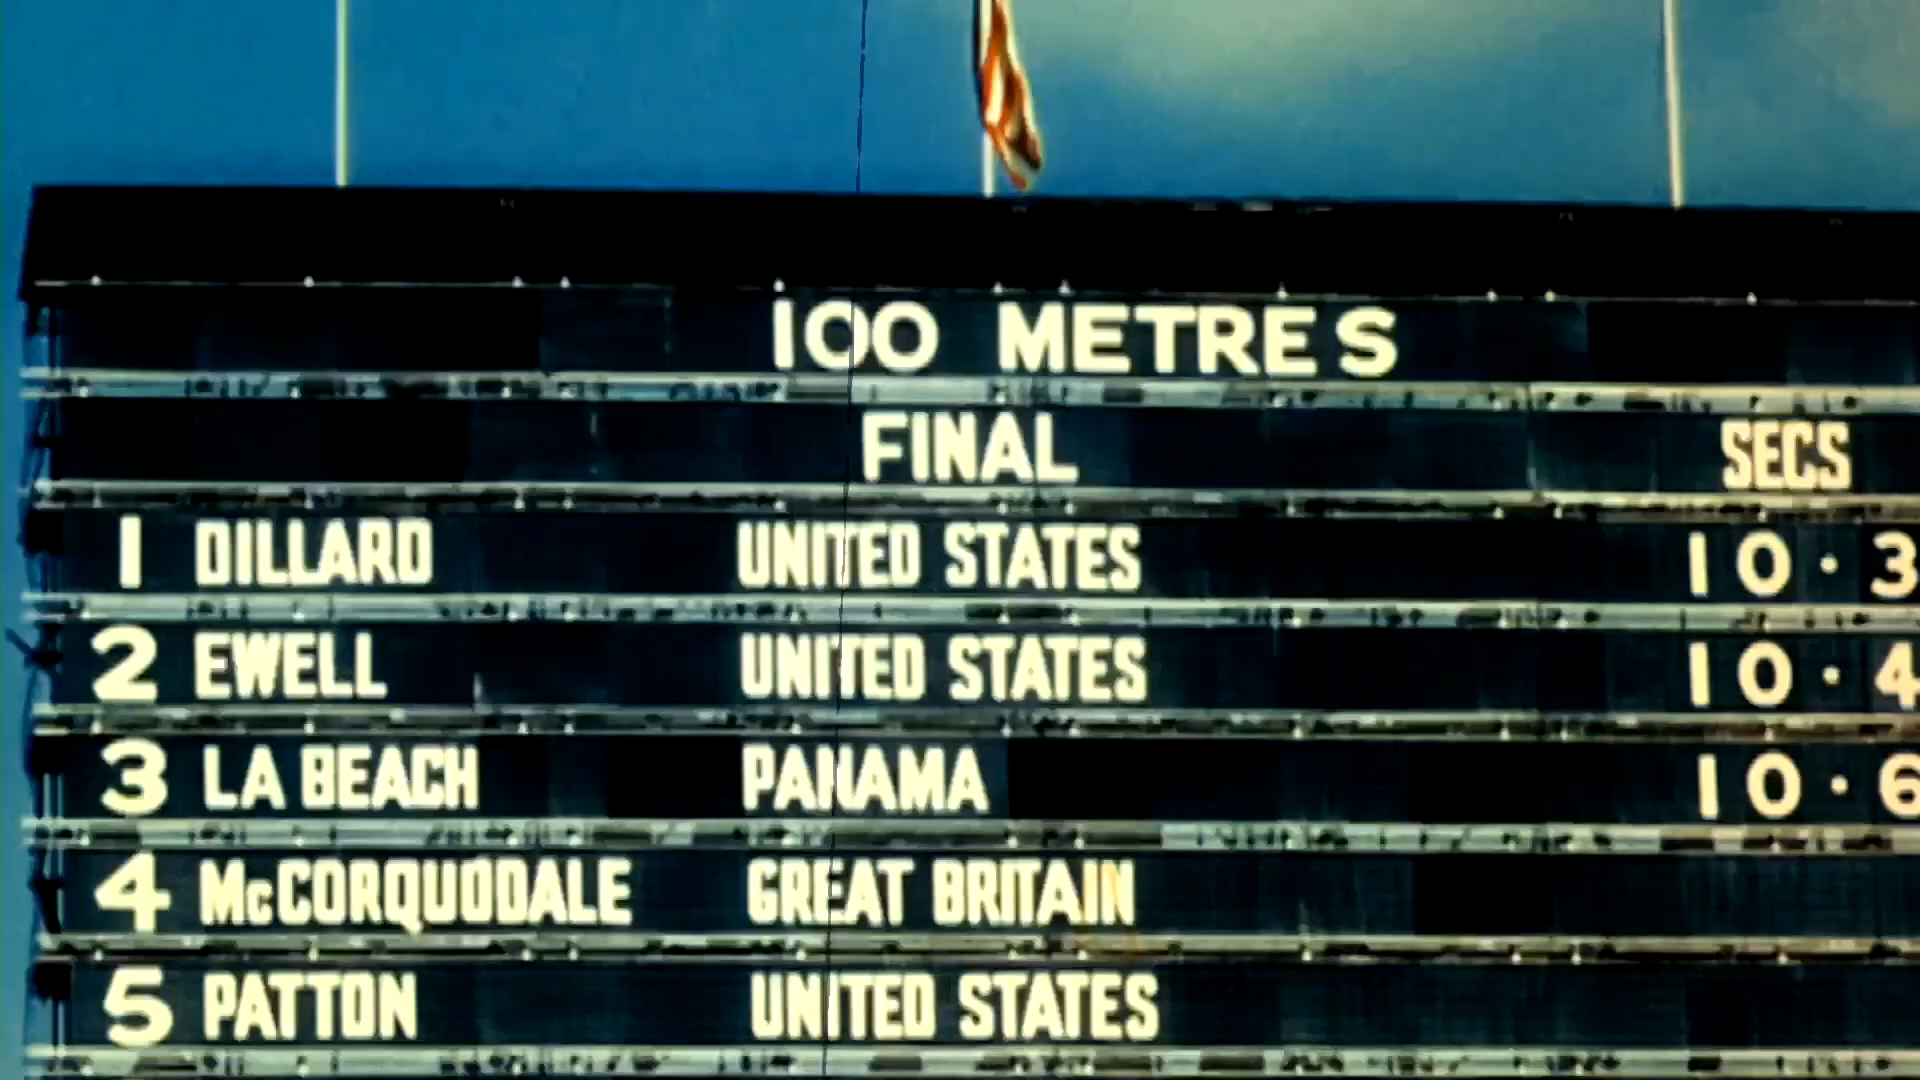 100 METRES
FINAL SECS
1 DILLARD UNITED STATES 10·3
2 EWELL UNITED STATES 10·4
3 LA BEACH PANAMA 10·6
4 McCORQUODALE GREAT BRITAIN
5 PATTON UNITED STATES